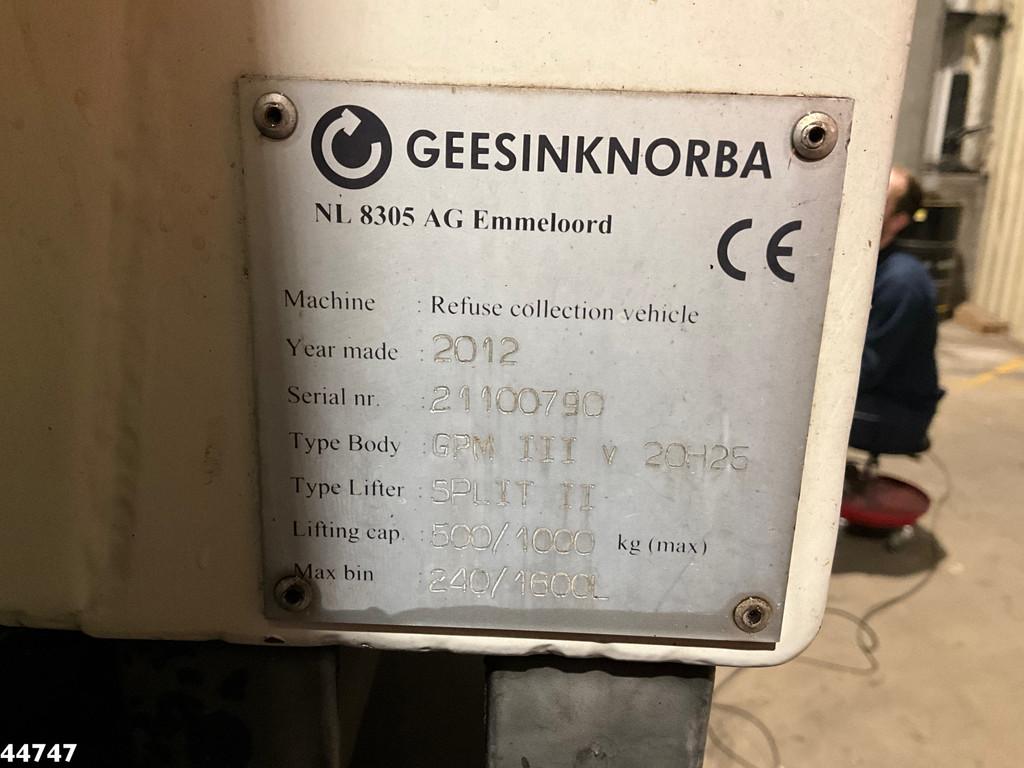 GEESINKNORBA
NL 8305 AG Emmeloord
CE
Machine : Refuse collection vehicle
Year made : 2012
Serial nr. : 21100790
Type Body : GPM III v 20H25
Type Lifter : SPLIT II
Lifting cap. : 500/1000 kg (max)
Max bin : 240/1600L
44747